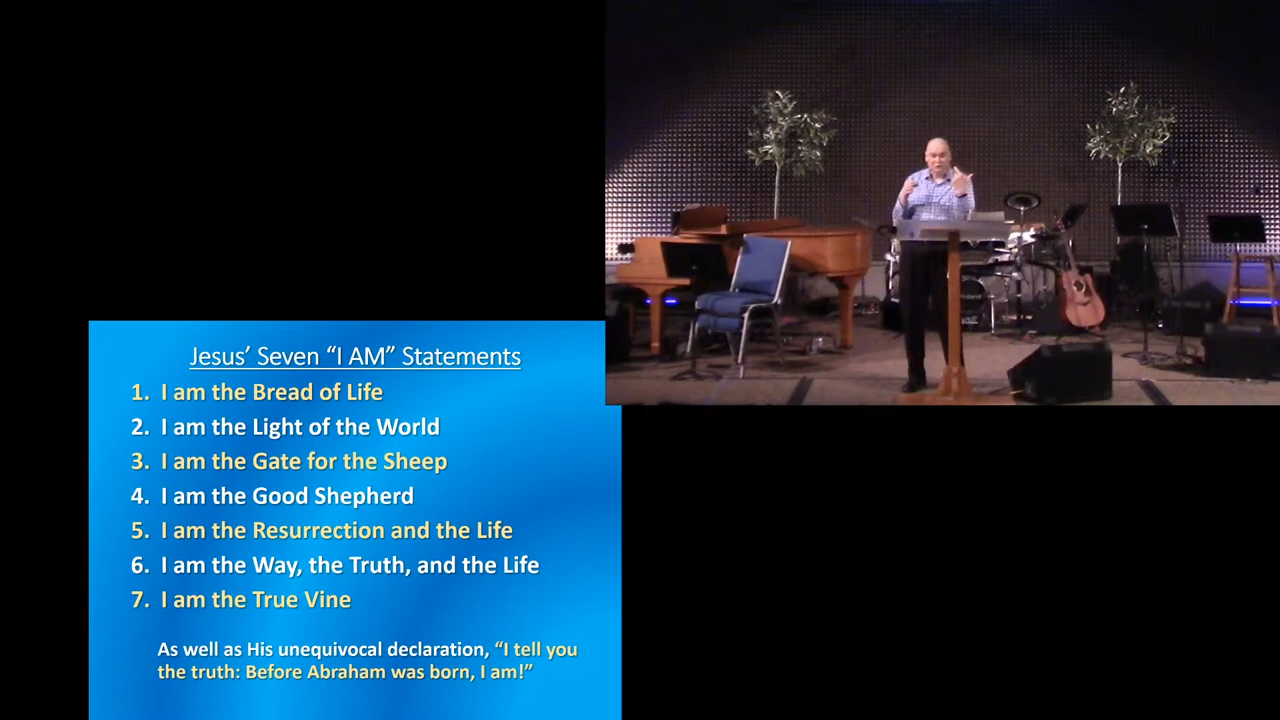 Jesus’ Seven “I AM” Statements
1. I am the Bread of Life
2. I am the Light of the World
3. I am the Gate for the Sheep
4. I am the Good Shepherd
5. I am the Resurrection and the Life
6. I am the Way, the Truth, and the Life
7. I am the True Vine
As well as His unequivocal declaration, “I tell you
the truth: Before Abraham was born, I am!”